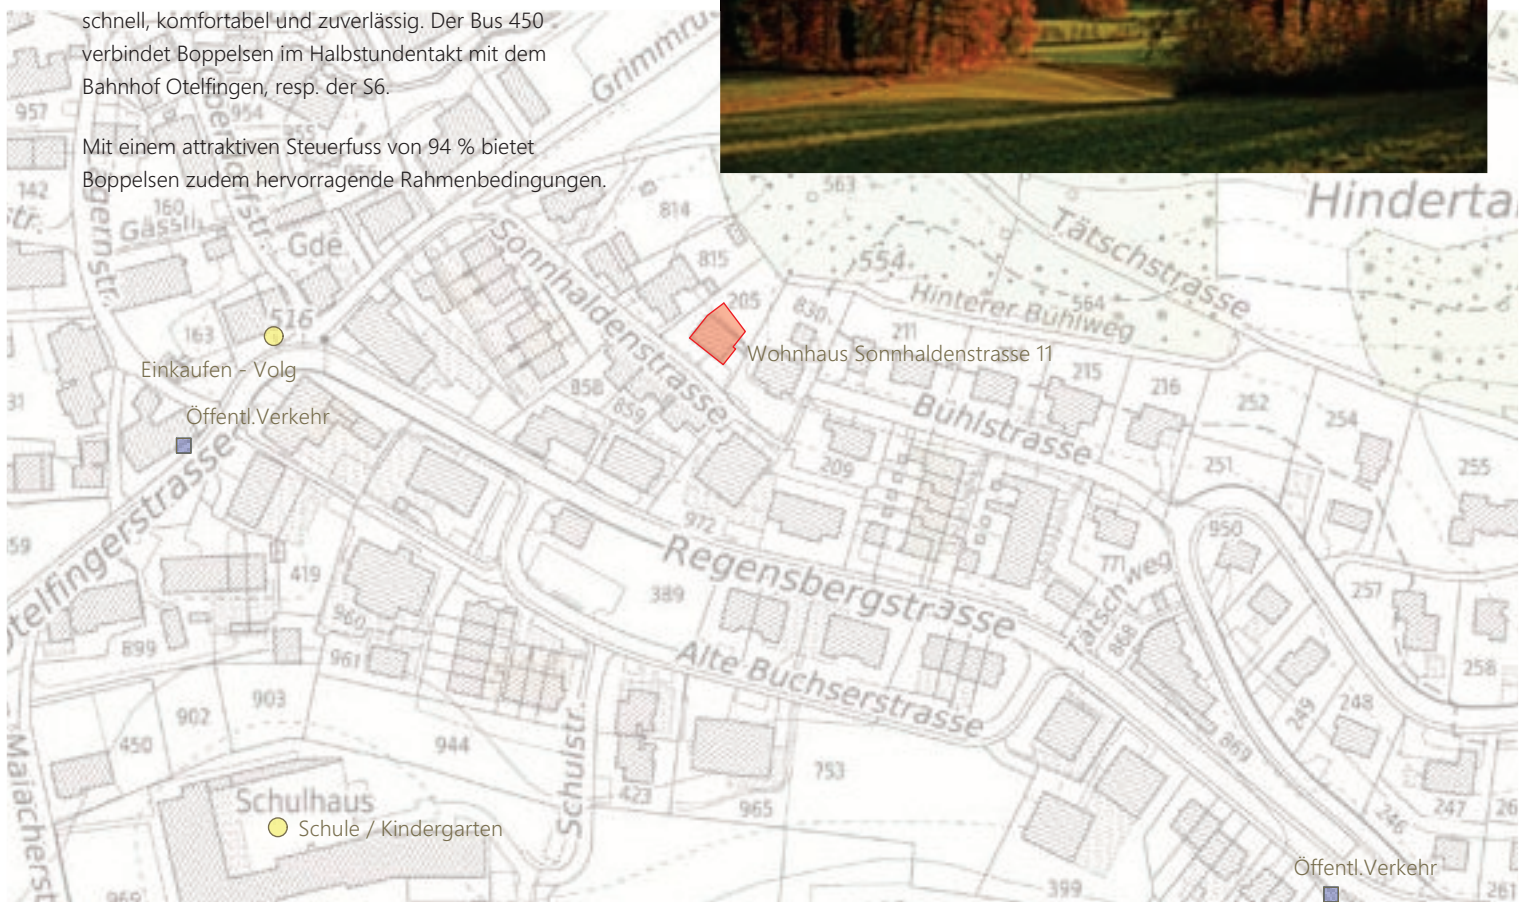 schnell, komfortabel und zuverlässig. Der Bus 450
verbindet Boppelsen im Halbstundentakt mit dem
Bahnhof Otelfingen, resp. der S6.
Mit einem attraktiven Steuerfuss von 94 % bietet
Boppelsen zudem hervorragende Rahmenbedingungen.
957
954
142
160
Gässli
Gde
516
163
Einkaufen - Volg
Öffentl.Verkehr
31
59
Otelfingerstrasse
Sonnhaldenstrasse
814
815
205
563
554
564
Tätschstrasse
Hinterer Bühlweg
830
211
Wohnhaus Sonnhaldenstrasse 11
215
216
252
254
251
255
Bühlstrasse
858
209
972
Regensbergstrasse
950
257
258
868
419
389
960
961
899
903
902
450
944
Alte Buchserstrasse
Schulstr.
249
248
869
753
423
965
247
246
Schulhaus
Schule / Kindergarten
Öffentl.Verkehr
399
261
969